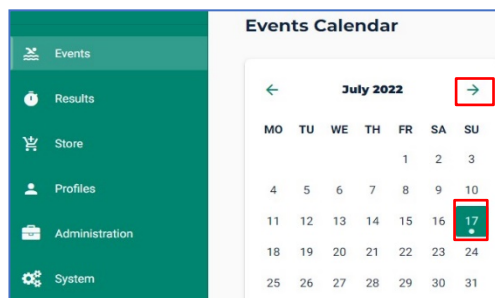 Events Calendar
Events
Results
Store
Profiles
Administration
System
July 2022
MO TU WE TH FR SA SU
1 2 3
4 5 6 7 8 9 10
11 12 13 14 15 16 17
18 19 20 21 22 23 24
25 26 27 28 29 30 31